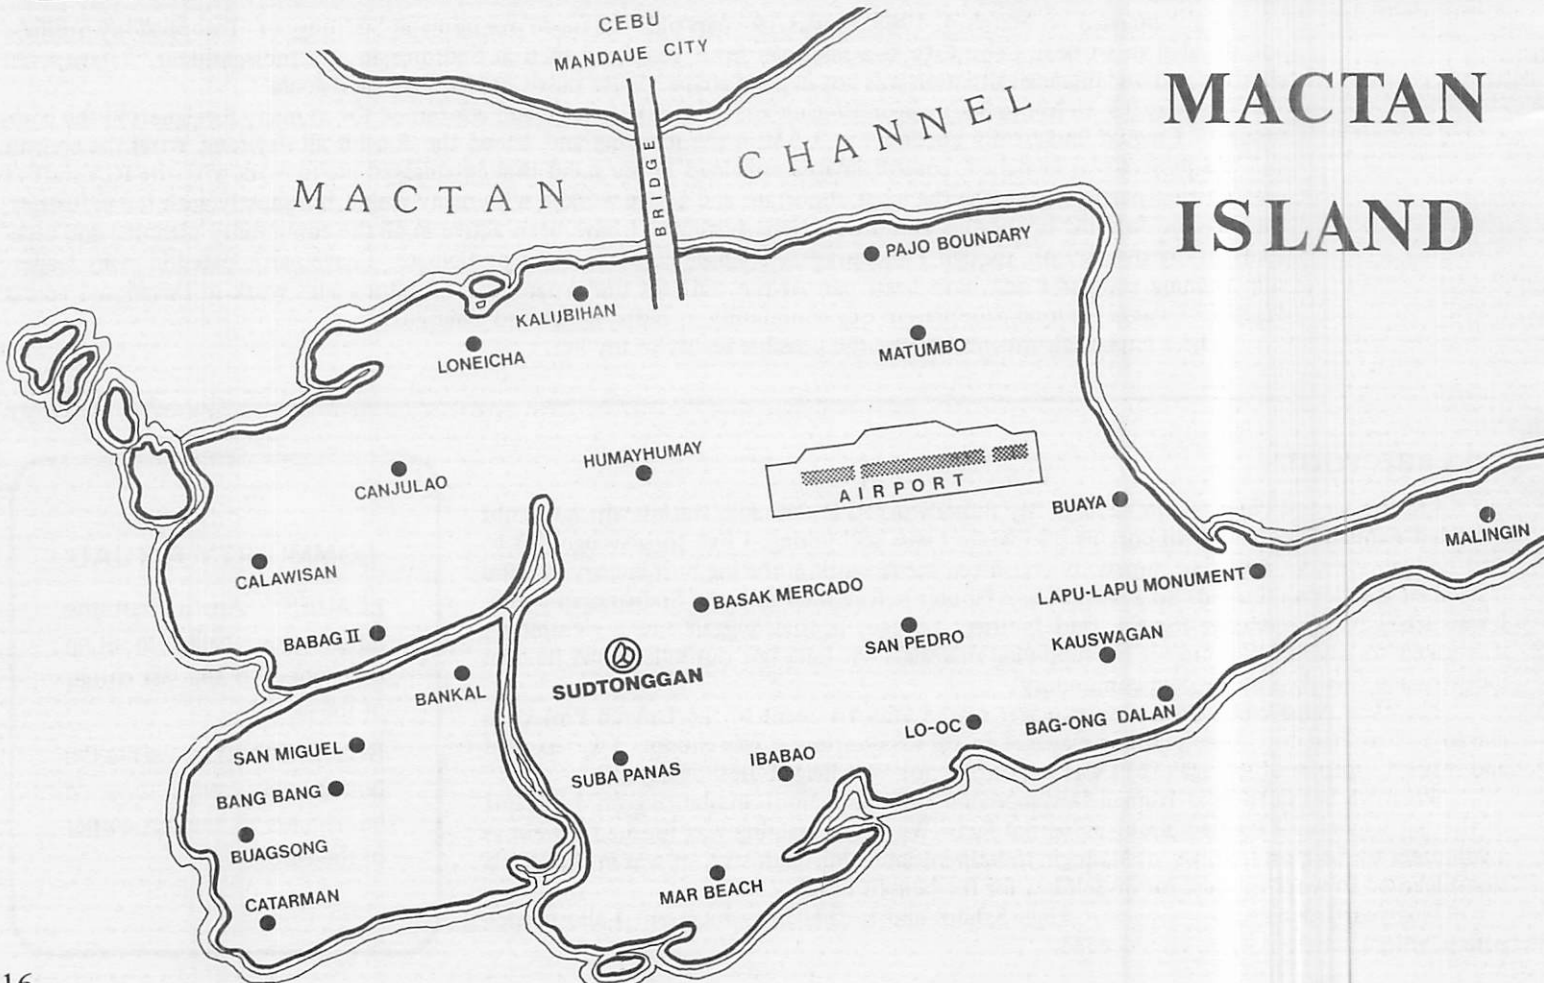 CEBU
MANDAUE CITY
MACTAN
ISLAND
MACTAN CHANNEL
BRIDGE
PAJO BOUNDARY
KALUBIHAN
MATUMBO
LONEICHA
HUMAYHUMAY
CANJULAO
AIRPORT
BUAYA
MALINGIN
CALAWISAN
BASAK MERCADO
LAPU-LAPU MONUMENT
BABAG II
SAN PEDRO
KAUSWAGAN
BANKAL
SUDTONGGAN
LO-OC
BAG-ONG DALAN
SAN MIGUEL
SUBA PANAS
IBABAO
BANG BANG
BUAGSONG
MAR BEACH
CATARMAN
16